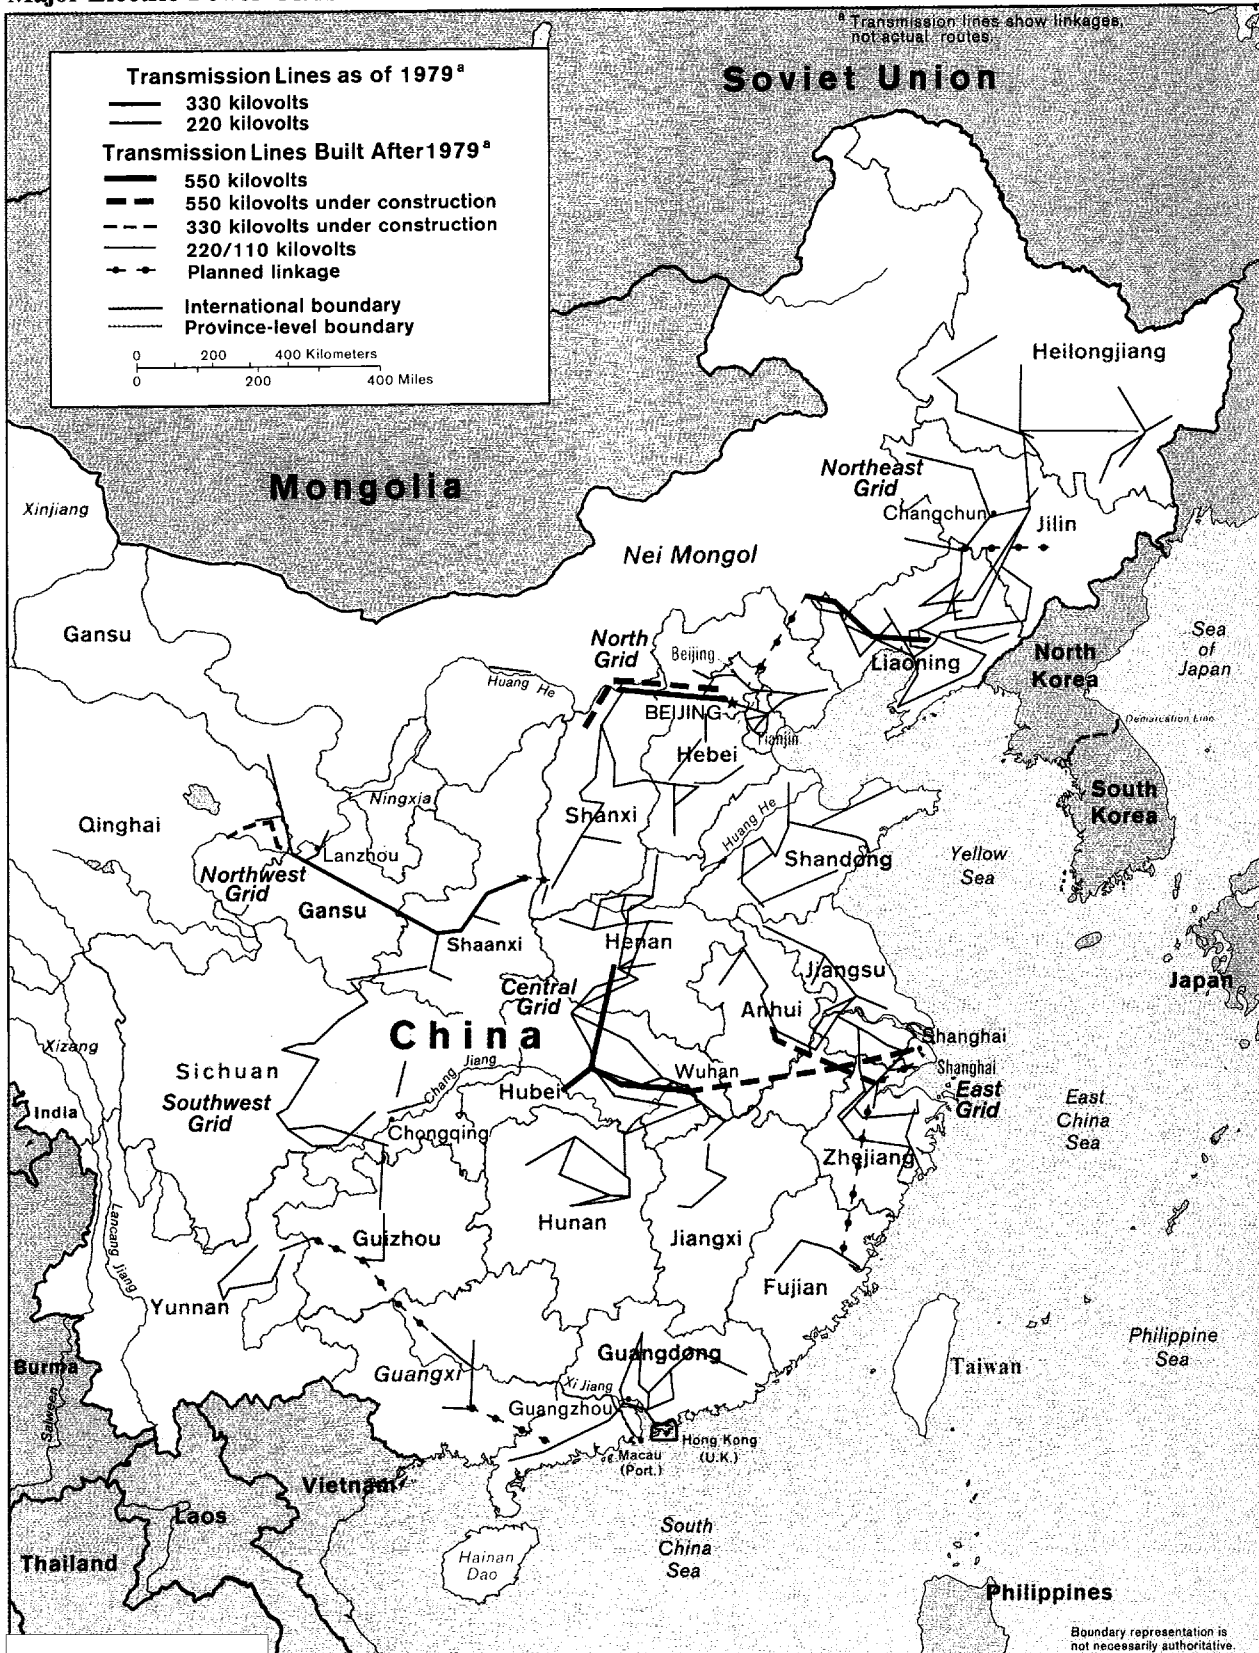 Major Electric Power
ª Transmission lines show linkages,
not actual routes.
Transmission Lines as of 1979ª
330 kilovolts
220 kilovolts
Transmission Lines Built After 1979ª
550 kilovolts
550 kilovolts under construction
330 kilovolts under construction
220/110 kilovolts
Planned linkage
International boundary
Province-level boundary
0 200 400 Kilometers
0 200 400 Miles
Soviet Union
Heilongjiang
Mongolia
Northeast
Grid
Xinjiang
Changchun
Jilin
Nei Mongol
Gansu
North
Grid
Beijing
Liaoning
North
Korea
Sea
of
Japan
Huang He
BEIJING
Tianjin
Demarcation Line
Hebei
South
Korea
Ningxia
Shanxi
Huang He
Qinghai
Lanzhou
Shandong
Yellow
Sea
Northwest
Grid
Gansu
Shaanxi
Henan
Jiangsu
Japan
Central
Grid
Anhui
China
Shanghai
Xizang
Chang Jiang
Wuhan
Shanghai
Sichuan
Hubei
East
Grid
Southwest
Grid
East
China
Sea
India
Chongqing
Zhejiang
Lancang Jiang
Hunan
Jiangxi
Guizhou
Fujian
Yunnan
Philippine
Sea
Guangdong
Burma
Guangxi
Xi Jiang
Taiwan
Salween
Guangzhou
Hong Kong
(U.K.)
Macau
(Port.)
Vietnam
Laos
South
China
Sea
Thailand
Hainan
Dao
Philippines
Boundary representation is
not necessarily authoritative.